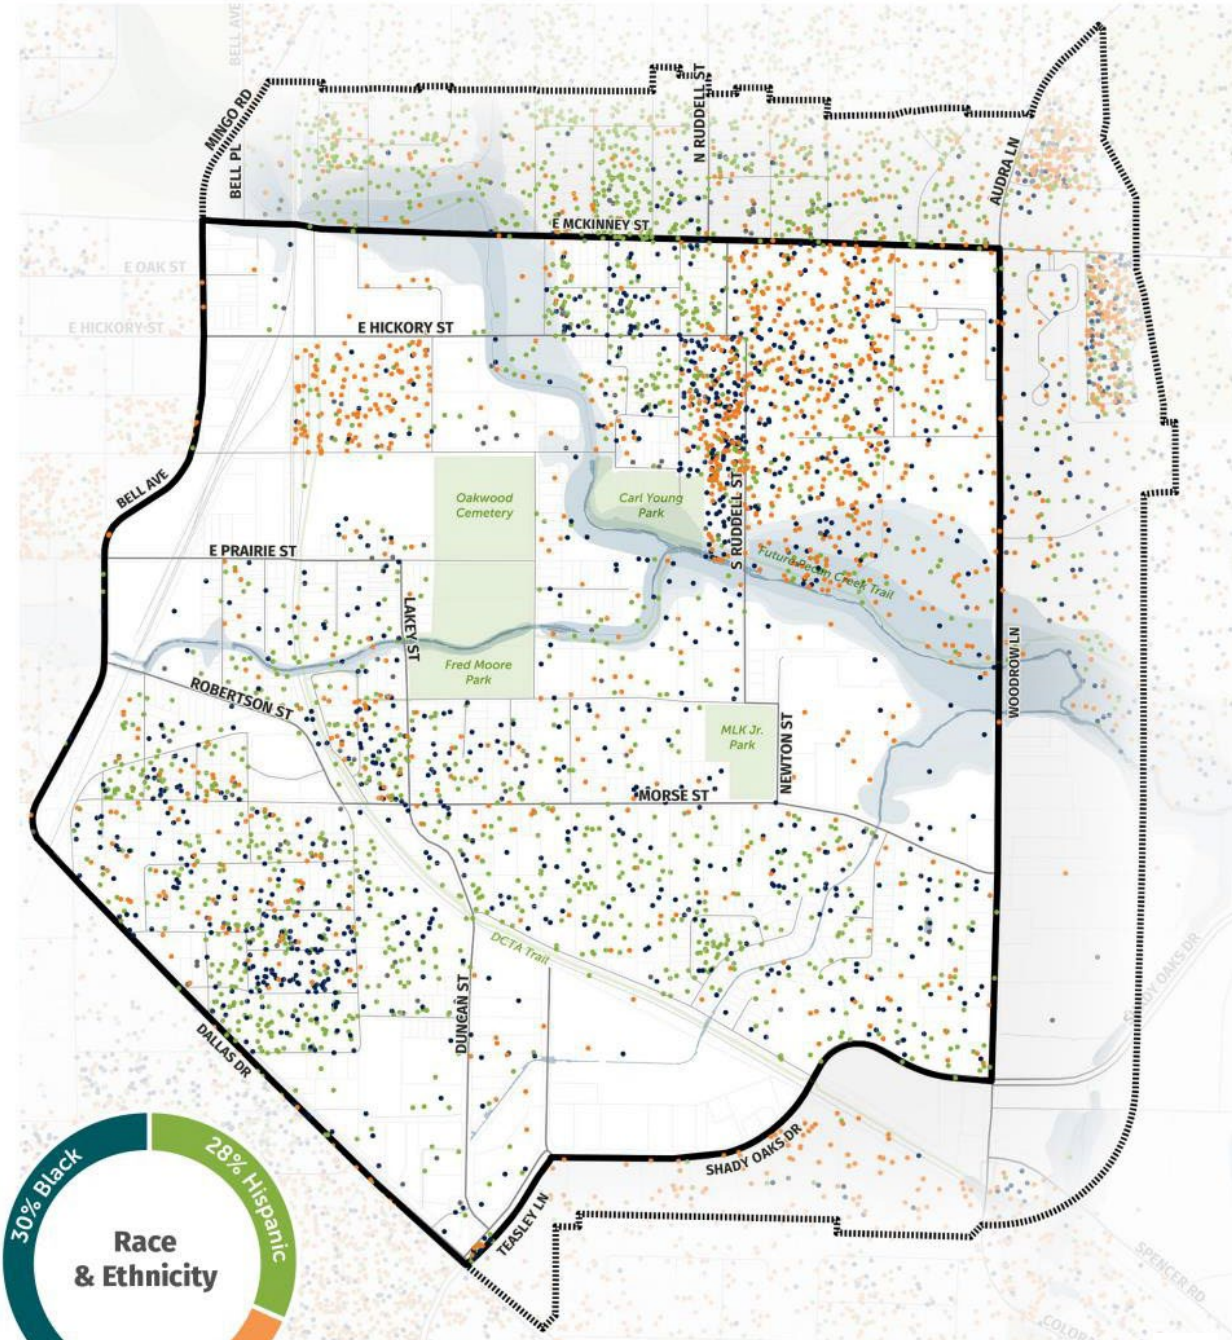 BELL AVE
MINGO RD
BELL PL
N RUDDELL ST
AUDRA LN
E MCKINNEY ST
E OAK ST
E HICKORY ST
E HICKORY ST
BELL AVE
Oakwood
Cemetery
Carl Young
Park
S RUDDELL ST
E PRAIRIE ST
Future Pecan Creek Trail
LAKEY ST
WOODROW LN
Fred Moore
Park
ROBERTSON ST
MLK Jr.
Park
NEWTON ST
MORSE ST
DCTA Trail
DUNCAN ST
SHADY OAKS DR
DALLAS DR
SHADY OAKS DR
TEASLEY LN
SPENCER RD
30% Black
28% Hispanic
Race
& Ethnicity